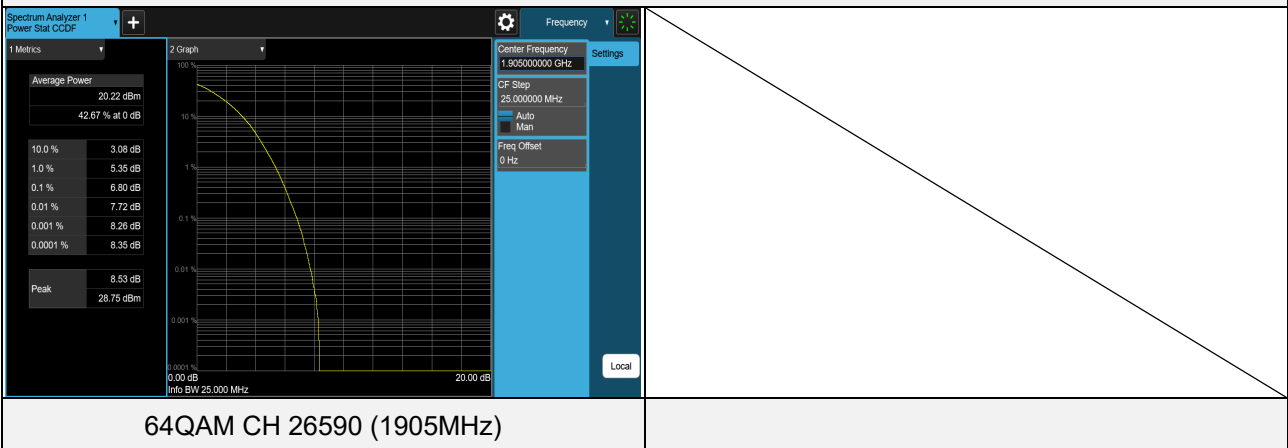 Spectrum Analyzer 1
Power Stat CCDF
Frequency
1 Metrics
2 Graph
Average Power
20.22 dBm
42.67 % at 0 dB
10.0 % 3.08 dB
1.0 % 5.35 dB
0.1 % 6.80 dB
0.01 % 7.72 dB
0.001 % 8.26 dB
0.0001 % 8.35 dB
Peak 8.53 dB
28.75 dBm
100 %
10 %
1 %
0.1 %
0.01 %
0.001 %
0.0001 %
0.00 dB 20.00 dB
Info BW 25.000 MHz
Center Frequency
1.905000000 GHz
CF Step
25.000000 MHz
Auto
Man
Freq Offset
0 Hz
Settings
Local
64QAM CH 26590 (1905MHz)